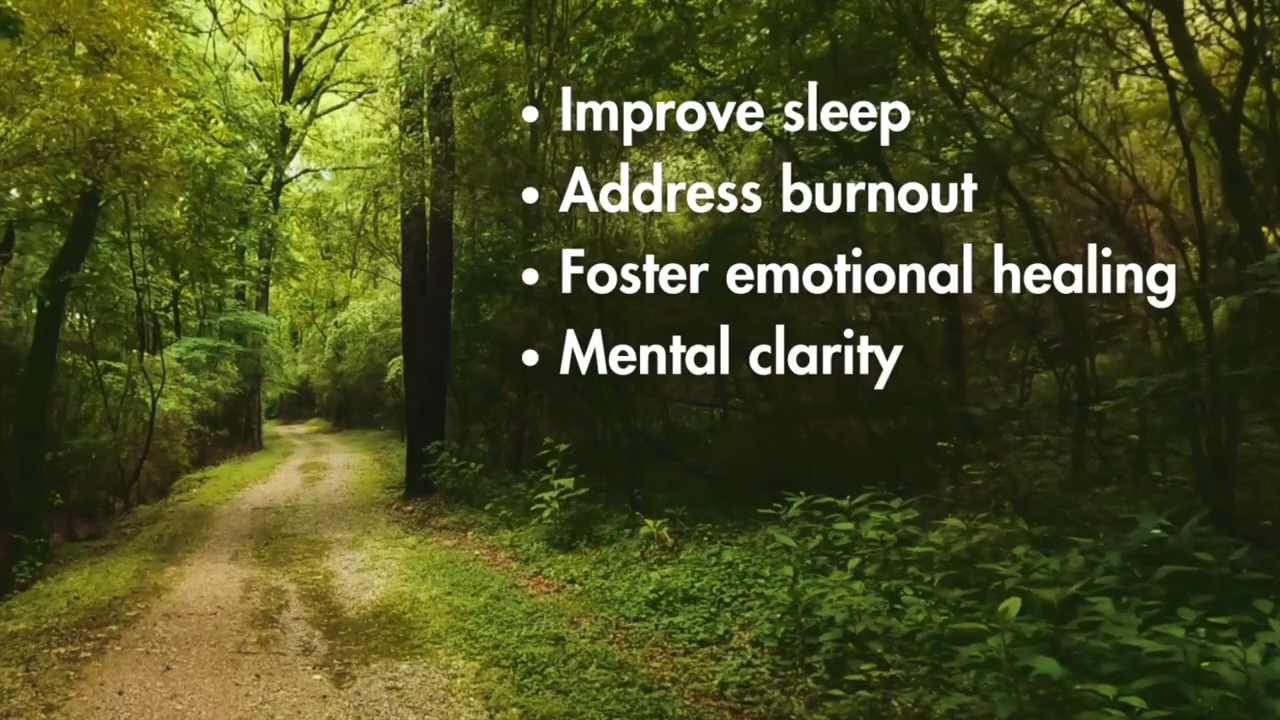 • Improve sleep
• Address burnout
• Foster emotional healing
• Mental clarity